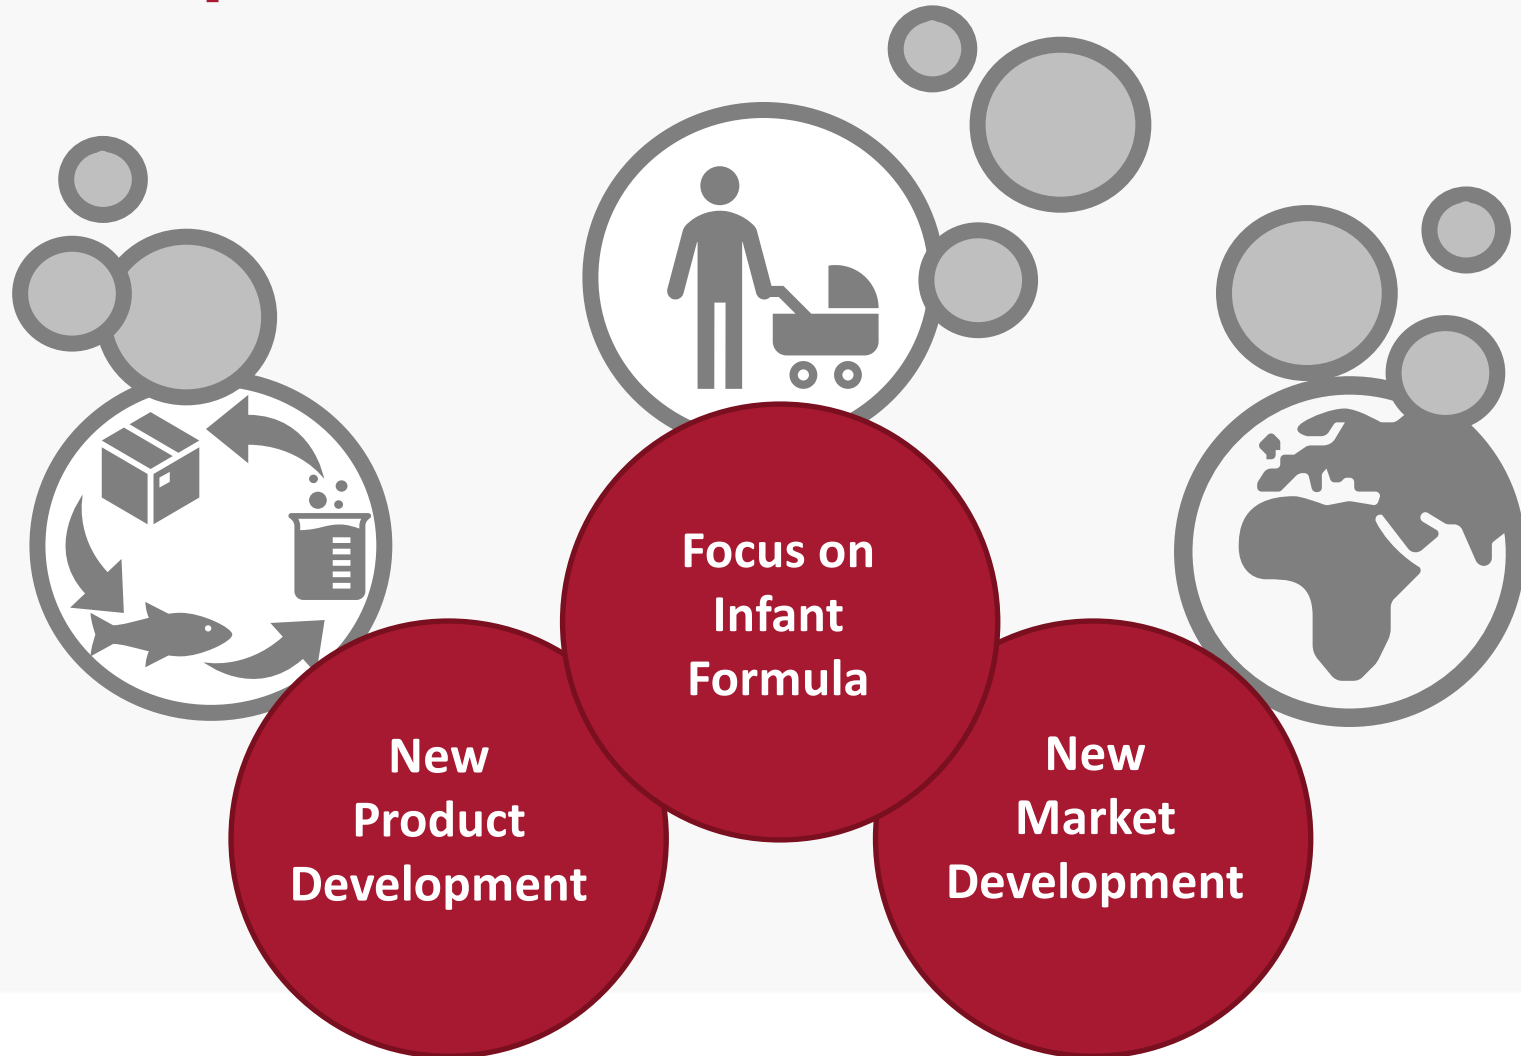 New
Product
Development
Focus on
Infant
Formula
New
Market
Development